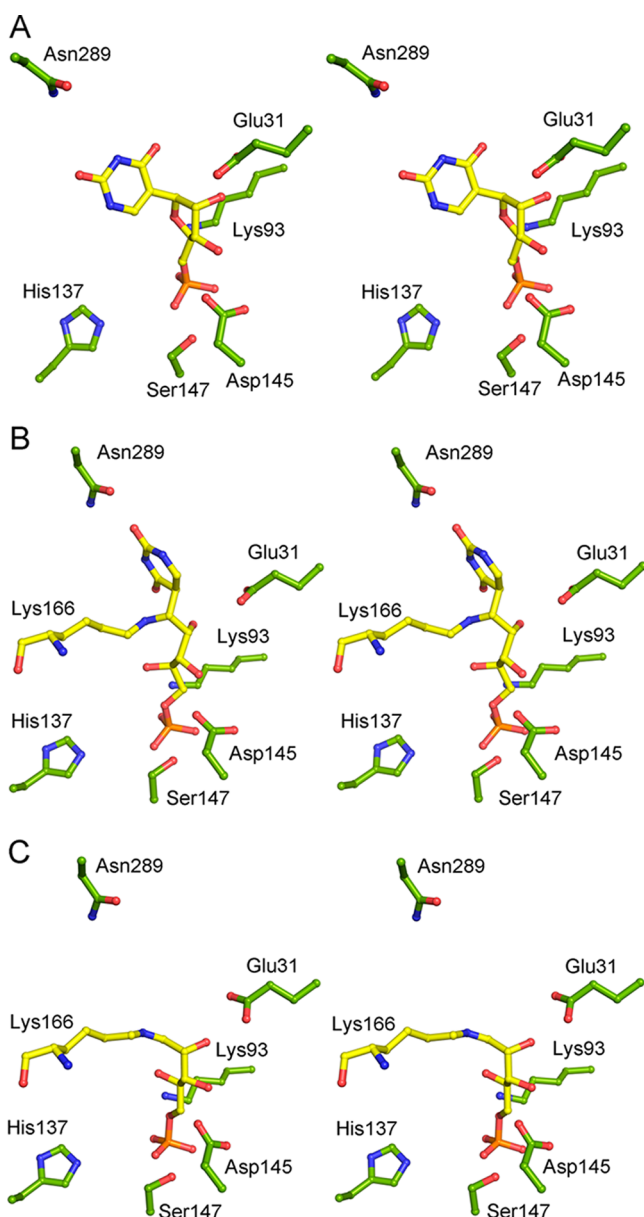 A
Asn289 Asn289
Glu31 Glu31
Lys93 Lys93
His137 His137
Ser147 Asp145 Ser147 Asp145
B
Asn289 Asn289
Glu31 Glu31
Lys166 Lys93 Lys166 Lys93
His137 Asp145 His137 Asp145
Ser147 Ser147
C
Asn289 Asn289
Glu31 Glu31
Lys166 Lys93 Lys166 Lys93
His137 Asp145 His137 Asp145
Ser147 Ser147